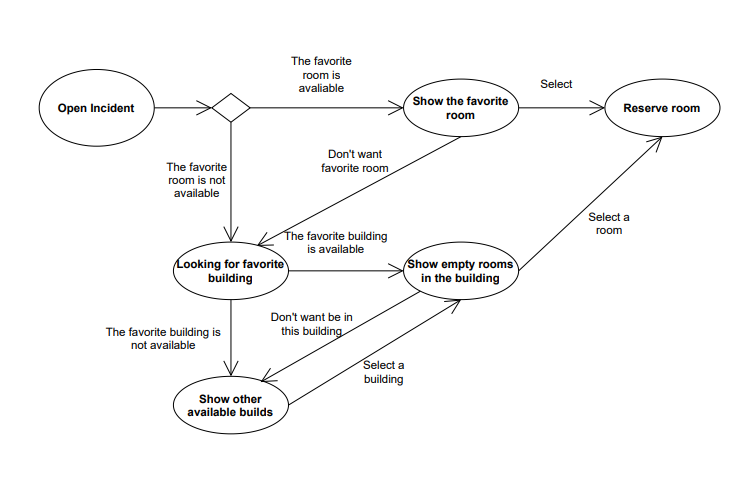 The favorite
room is
avaliable
Select
Open Incident
Show the favorite
room
Reserve room
The favorite
room is not
available
Don't want
favorite room
Select a
room
The favorite building
is available
Looking for favorite
building
Show empty rooms
in the building
Don't want be in
this building
The favorite building is
not available
Select a
building
Show other
available builds